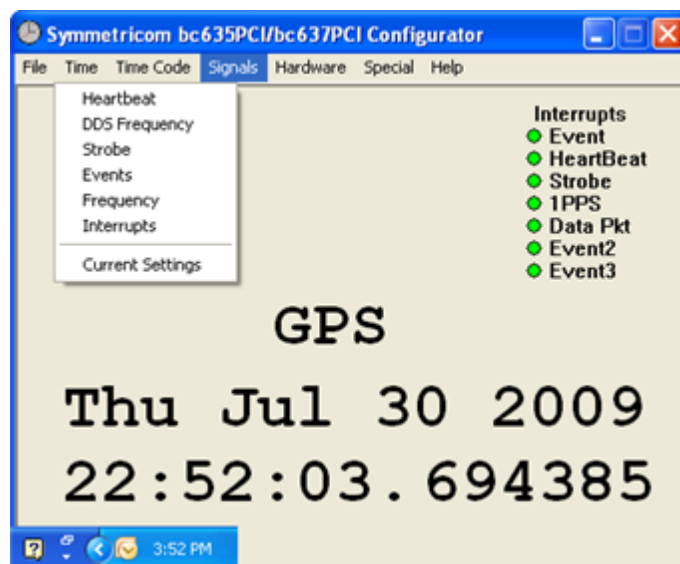 Symmetricom bc635PCI/bc637PCI Configurator
File Time Time Code Signals Hardware Special Help
Heartbeat
DDS Frequency
Strobe
Events
Frequency
Interrupts
Current Settings
Interrupts
Event
HeartBeat
Strobe
1PPS
Data Pkt
Event2
Event3
GPS
Thu Jul 30 2009
22:52:03.694385
3:52 PM